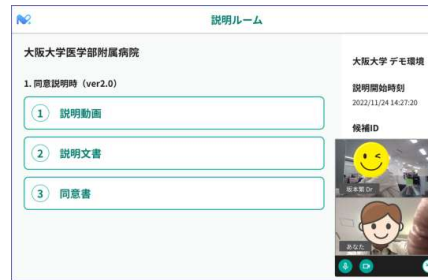 説明ルーム
大阪大学医学部附属病院
1. 同意説明時（ver2.0）
1 説明動画
2 説明文書
3 同意書
大阪大学 デモ環境
説明開始時刻
2022/11/24 14:27:20
候補ID
Dr
あなた